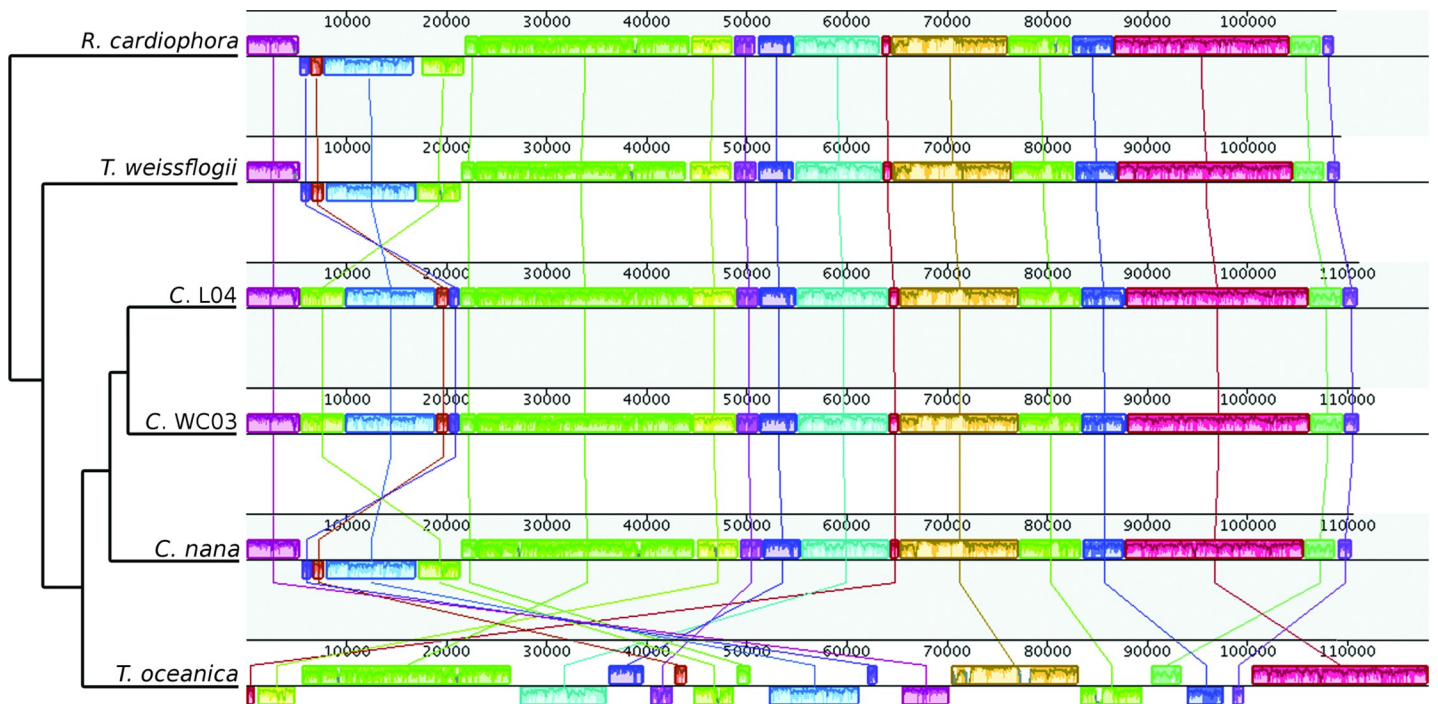 10000 20000 30000 40000 50000 60000 70000 80000 90000 100000
R. cardiophora
10000 20000 30000 40000 50000 60000 70000 80000 90000 100000
T. weissflogii
10000 20000 30000 40000 50000 60000 70000 80000 90000 100000 110000
C. L04
10000 20000 30000 40000 50000 60000 70000 80000 90000 100000 110000
C. WC03
10000 20000 30000 40000 50000 60000 70000 80000 90000 100000 110000
C. nana
10000 20000 30000 40000 50000 60000 70000 80000 90000 100000 110000
T. oceanica